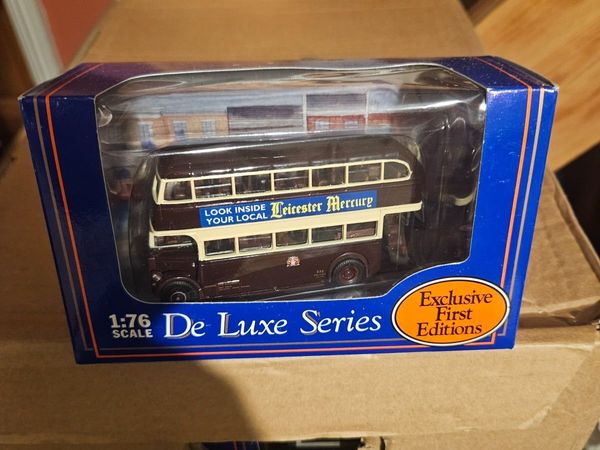 LOOK INSIDE
YOUR LOCAL
Leicester Mercury
1:76
SCALE
De Luxe Series
Exclusive
First
Editions